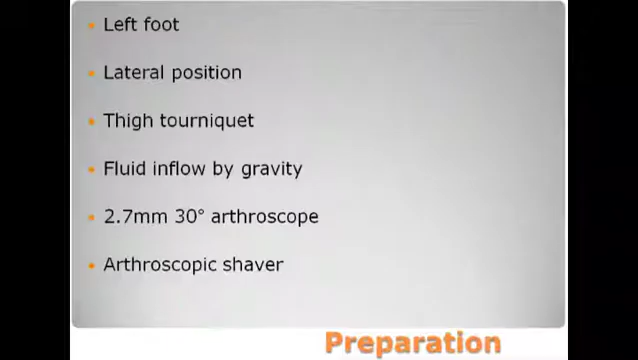 Left foot
Lateral position
Thigh tourniquet
Fluid inflow by gravity
2.7mm 30° arthroscope
Arthroscopic shaver
Preparation